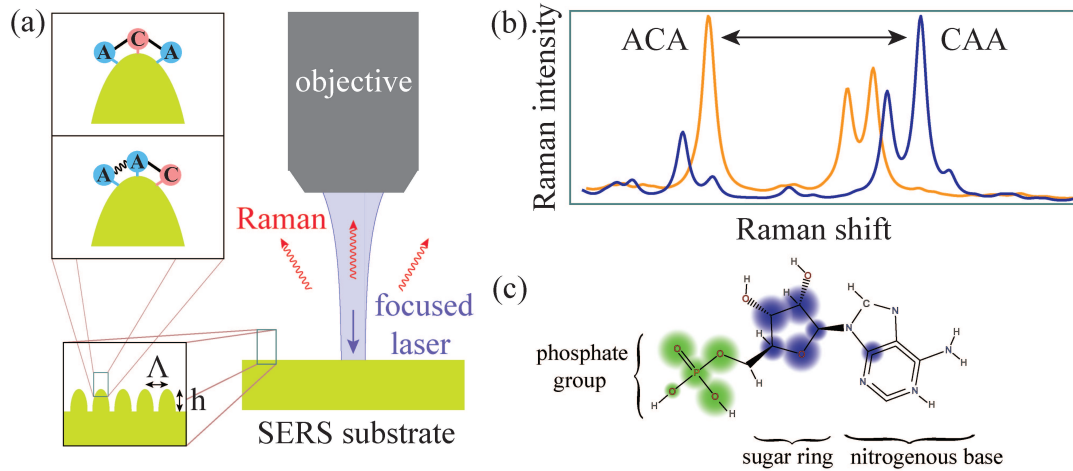 (a)
A
C
A
A
A
C
objective
Raman
focused
laser
Λ
h
SERS substrate
(b)
ACA
CAA
Raman intensity
Raman shift
(c)
phosphate
group
H
O
H
O
H
O
O
P
O
O
H
H
H
O
H
C
N
N
N
N
H
H
N
H
C
H
sugar ring
nitrogenous base